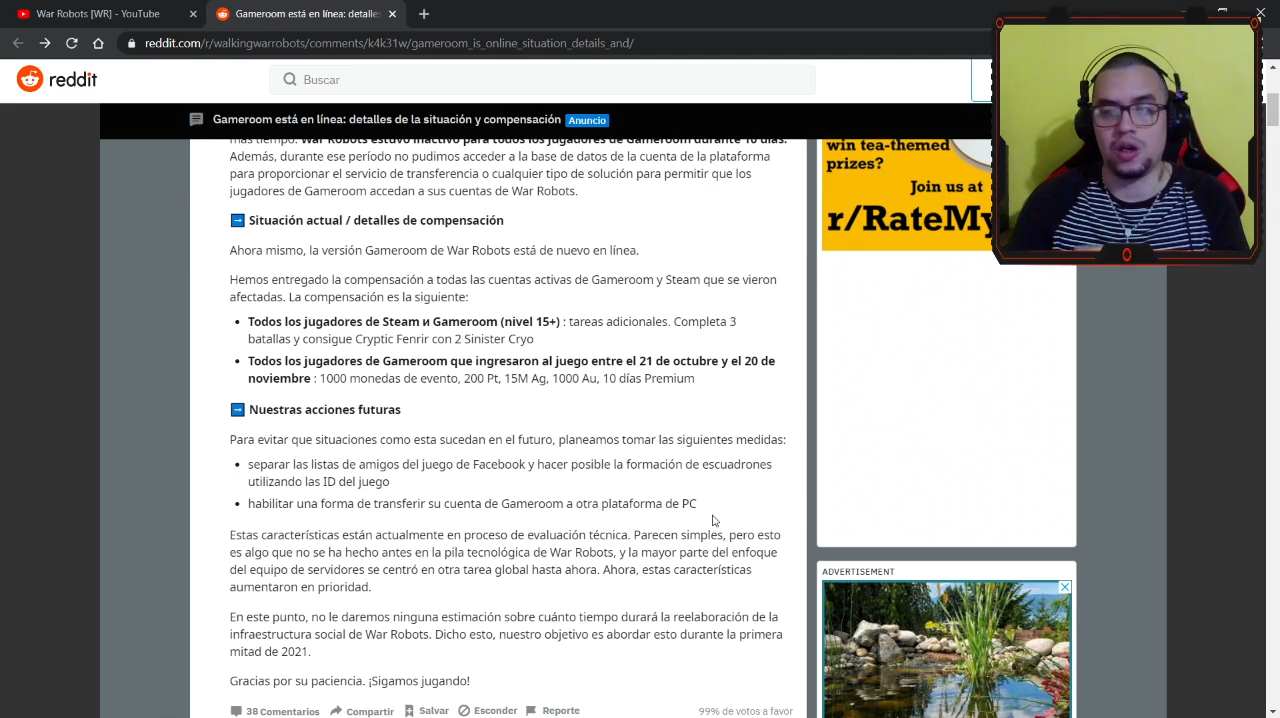 War Robots [WR] - YouTube
Gameroom está en línea: detalles
reddit.com/r/walkingwarrobots/comments/k4k31w/gameroom_is_online_situation_details_and/
reddit
Buscar
Gameroom está en línea: detalles de la situación y compensación Anuncio
más tiempo. War Robots estuvo inactivo para todos los jugadores de Gameroom durante 10 días.
Además, durante ese período no pudimos acceder a la base de datos de la cuenta de la plataforma
para proporcionar el servicio de transferencia o cualquier tipo de solución para permitir que los
jugadores de Gameroom accedan a sus cuentas de War Robots.
Situación actual / detalles de compensación
Ahora mismo, la versión Gameroom de War Robots está de nuevo en línea.
Hemos entregado la compensación a todas las cuentas activas de Gameroom y Steam que se vieron
afectadas. La compensación es la siguiente:
Todos los jugadores de Steam и Gameroom (nivel 15+) : tareas adicionales. Completa 3
batallas y consigue Cryptic Fenrir con 2 Sinister Cryo
Todos los jugadores de Gameroom que ingresaron al juego entre el 21 de octubre y el 20 de
noviembre : 1000 monedas de evento, 200 Pt, 15M Ag, 1000 Au, 10 días Premium
Nuestras acciones futuras
Para evitar que situaciones como esta sucedan en el futuro, planeamos tomar las siguientes medidas:
separar las listas de amigos del juego de Facebook y hacer posible la formación de escuadrones
utilizando las ID del juego
habilitar una forma de transferir su cuenta de Gameroom a otra plataforma de PC
Estas características están actualmente en proceso de evaluación técnica. Parecen simples, pero esto
es algo que no se ha hecho antes en la pila tecnológica de War Robots, y la mayor parte del enfoque
del equipo de servidores se centró en otra tarea global hasta ahora. Ahora, estas características
aumentaron en prioridad.
En este punto, no le daremos ninguna estimación sobre cuánto tiempo durará la reelaboración de la
infraestructura social de War Robots. Dicho esto, nuestro objetivo es abordar esto durante la primera
mitad de 2021.
Gracias por su paciencia. ¡Sigamos jugando!
38 Comentarios Compartir Salvar Esconder Reporte 99% de votos a favor
win tea-themed
prizes?
Join us at
r/RateMy
ADVERTISEMENT